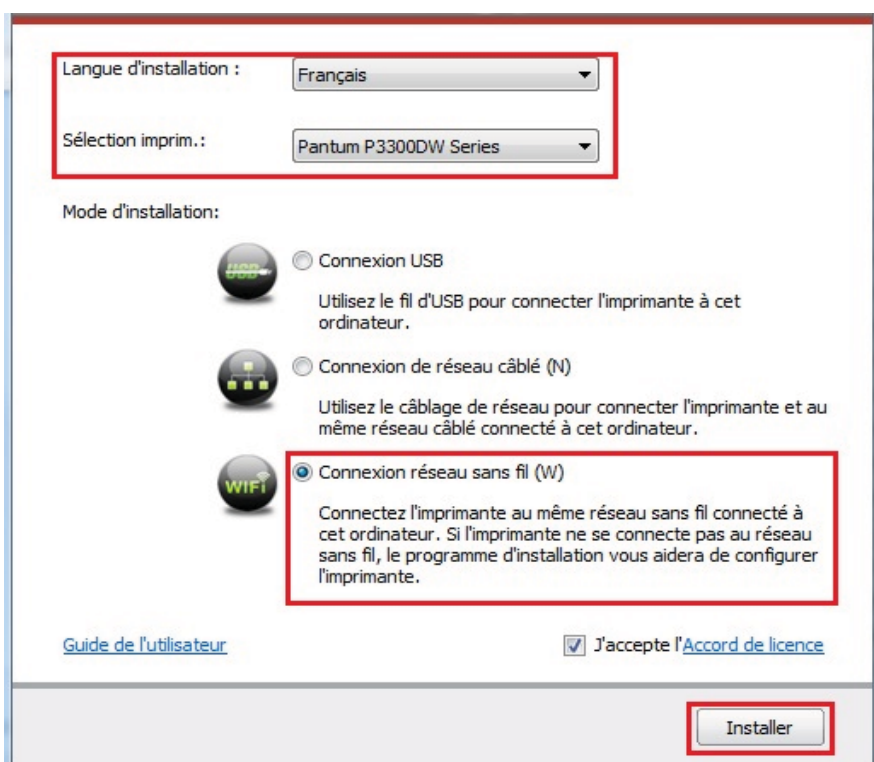 Langue d'installation :
Français
Sélection imprim.:
Pantum P3300DW Series
Mode d'installation:
USB
Connexion USB
Utilisez le fil d'USB pour connecter l'imprimante à cet
ordinateur.
Connexion de réseau câblé (N)
Utilisez le câblage de réseau pour connecter l'imprimante et au
même réseau câblé connecté à cet ordinateur.
WiFi
Connexion réseau sans fil (W)
Connectez l'imprimante au même réseau sans fil connecté à
cet ordinateur. Si l'imprimante ne se connecte pas au réseau
sans fil, le programme d'installation vous aidera de configurer
l'imprimante.
Guide de l'utilisateur
J'accepte l'Accord de licence
Installer